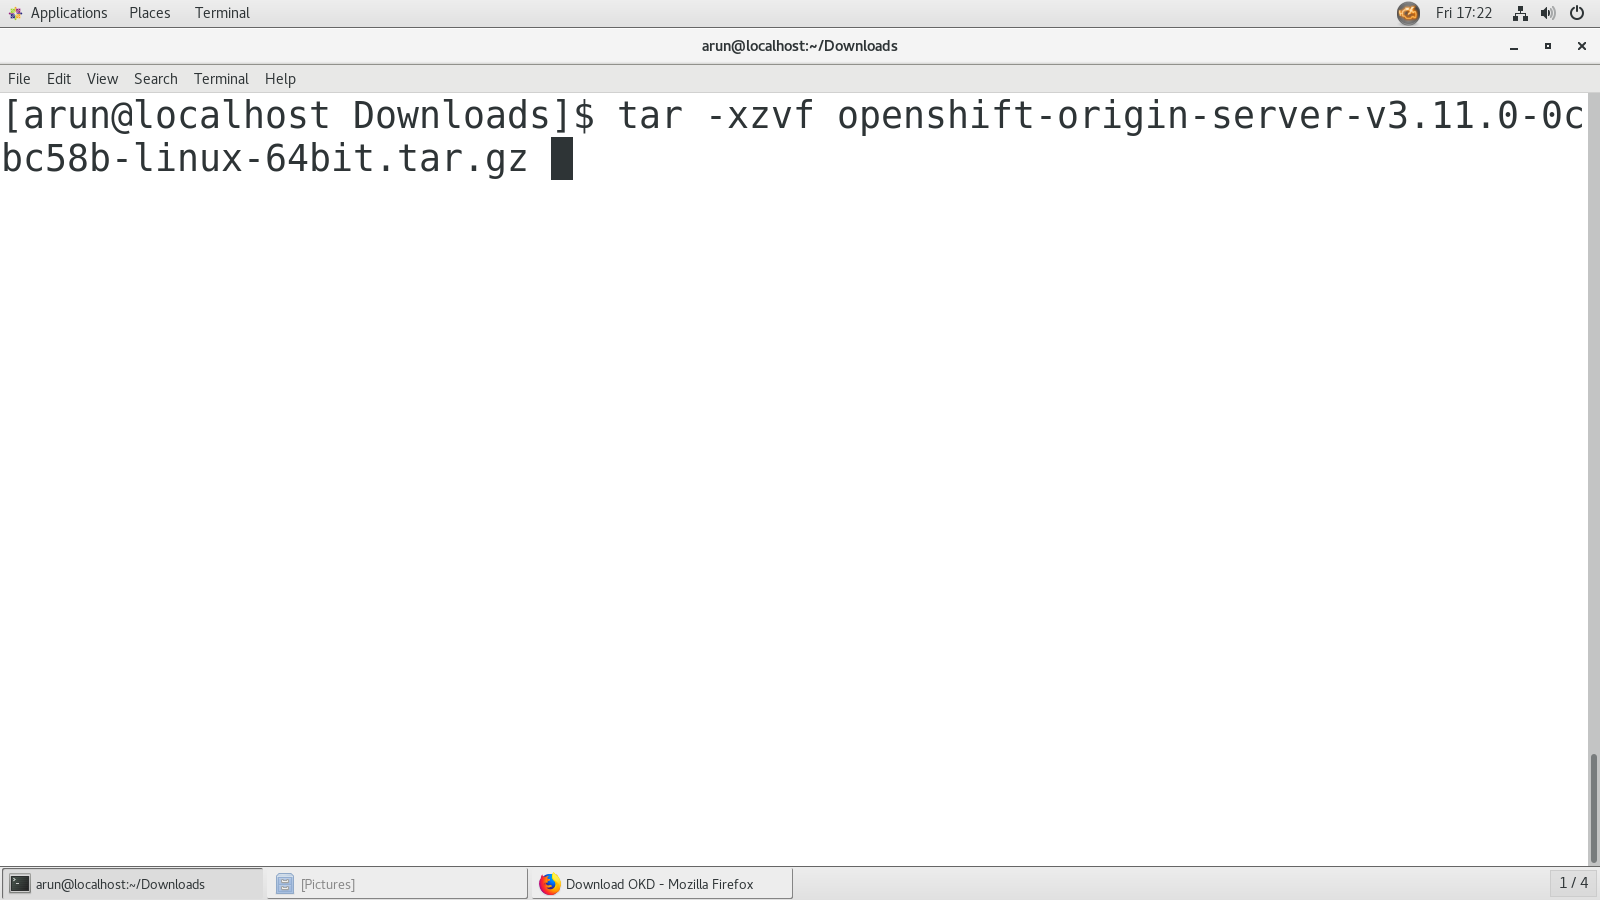 Applications Places Terminal Fri 17:22
arun@localhost:~/Downloads
File Edit View Search Terminal Help
[arun@localhost Downloads]$ tar -xzvf openshift-origin-server-v3.11.0-0c
bc58b-linux-64bit.tar.gz
arun@localhost:~/Downloads [Pictures] Download OKD - Mozilla Firefox 1 / 4